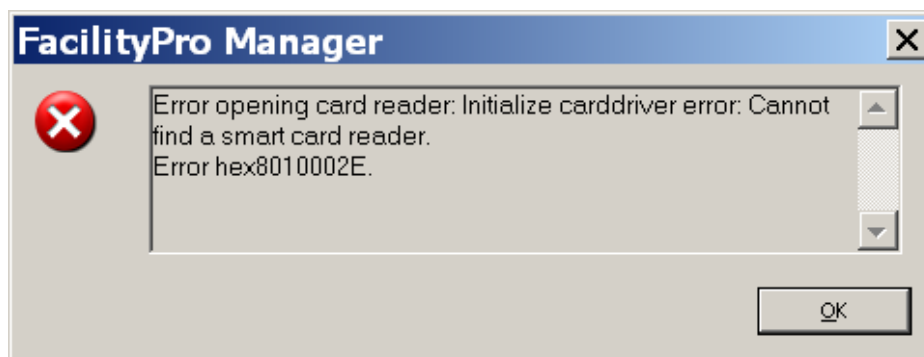 FacilityPro Manager
Error opening card reader: Initialize carddriver error: Cannot
find a smart card reader.
Error hex8010002E.
OK